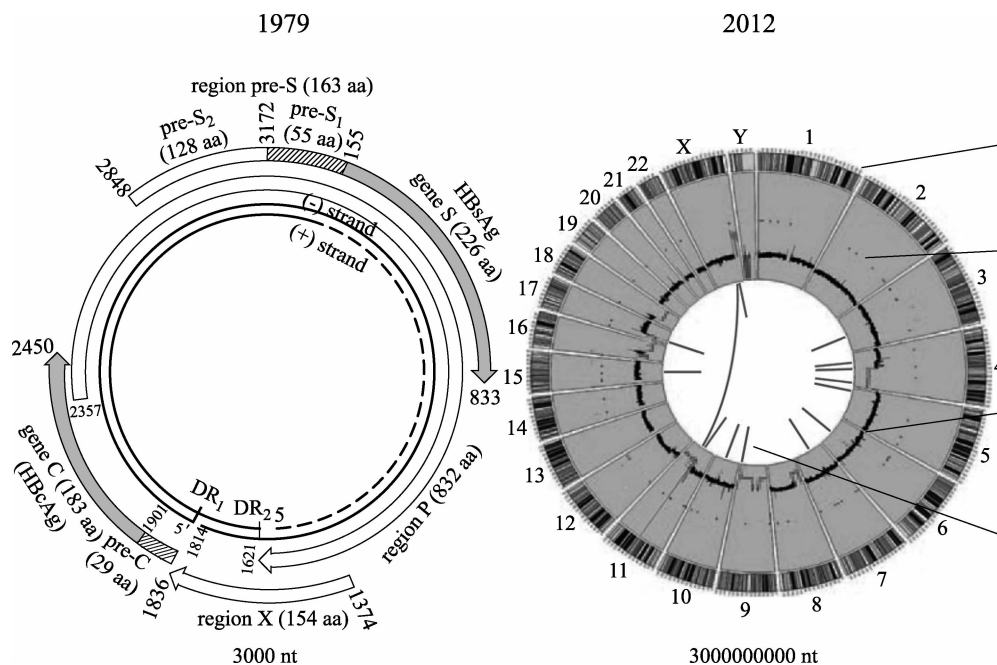 1979
2012
region pre-S (163 aa)
pre-S2
(128 aa)
3172
pre-S1
(55 aa)
155
2848
HBsAg
gene S (226 aa)
(-) strand
(+) strand
2450
2357
833
gene C (183 aa)
(HBcAg)
pre-C
(29 aa)
1901
5'
DR1
1814
DR2
5
1621
1836
region P (832 aa)
region X (154 aa)
1374
3000 nt
X
Y
1
2
3
4
5
6
7
8
9
10
11
12
13
14
15
16
17
18
19
20
21
22
3000000000 nt